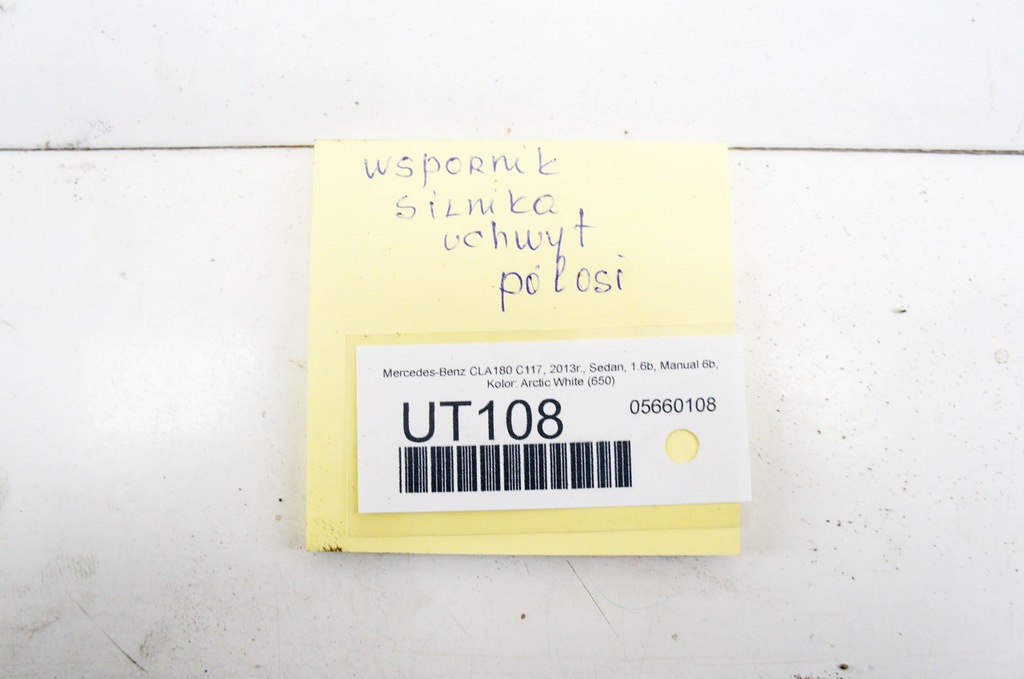 wspornik
silnika
uchwyt
półosi
Mercedes-Benz CLA180 C117, 2013r., Sedan, 1.6b, Manual 6b,
Kolor: Arctic White (650)
UT108
05660108